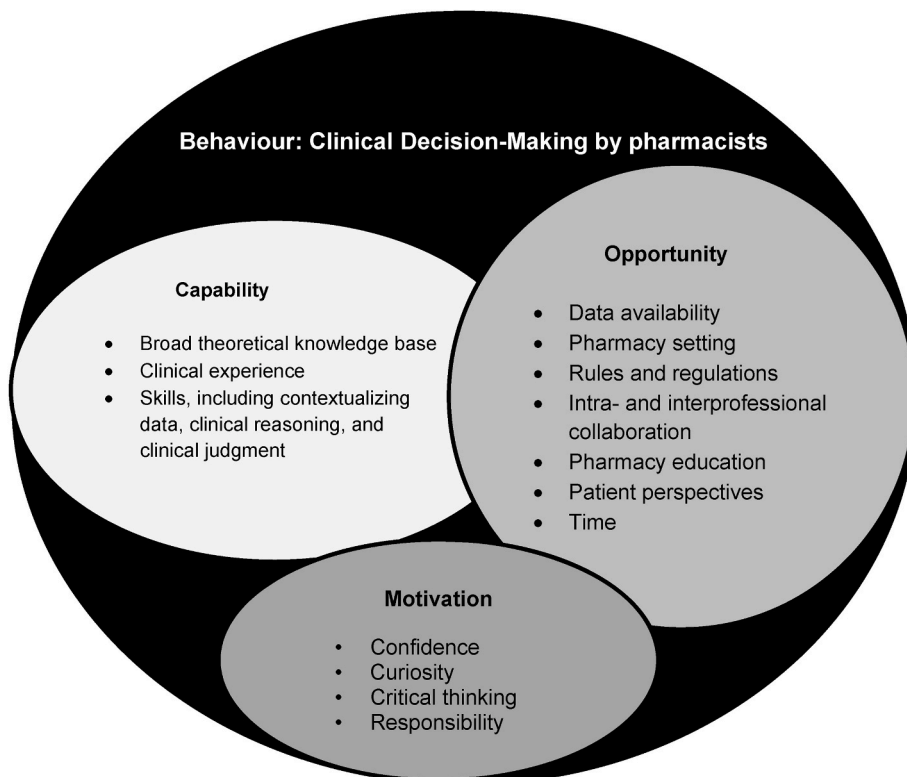 Behaviour: Clinical Decision-Making by pharmacists
Capability
• Broad theoretical knowledge base
• Clinical experience
• Skills, including contextualizing
data, clinical reasoning, and
clinical judgment
Opportunity
• Data availability
• Pharmacy setting
• Rules and regulations
• Intra- and interprofessional
collaboration
• Pharmacy education
• Patient perspectives
• Time
Motivation
• Confidence
• Curiosity
• Critical thinking
• Responsibility